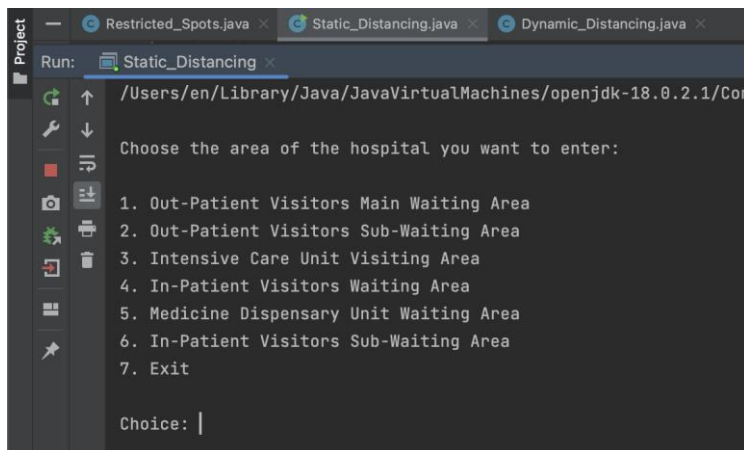 Project
Restricted_Spots.java
Static_Distancing.java
Dynamic_Distancing.java
Run:
Static_Distancing
/Users/en/Library/Java/JavaVirtualMachines/openjdk-18.0.2.1/Con
Choose the area of the hospital you want to enter:
1. Out-Patient Visitors Main Waiting Area
2. Out-Patient Visitors Sub-Waiting Area
3. Intensive Care Unit Visiting Area
4. In-Patient Visitors Waiting Area
5. Medicine Dispensary Unit Waiting Area
6. In-Patient Visitors Sub-Waiting Area
7. Exit
Choice: